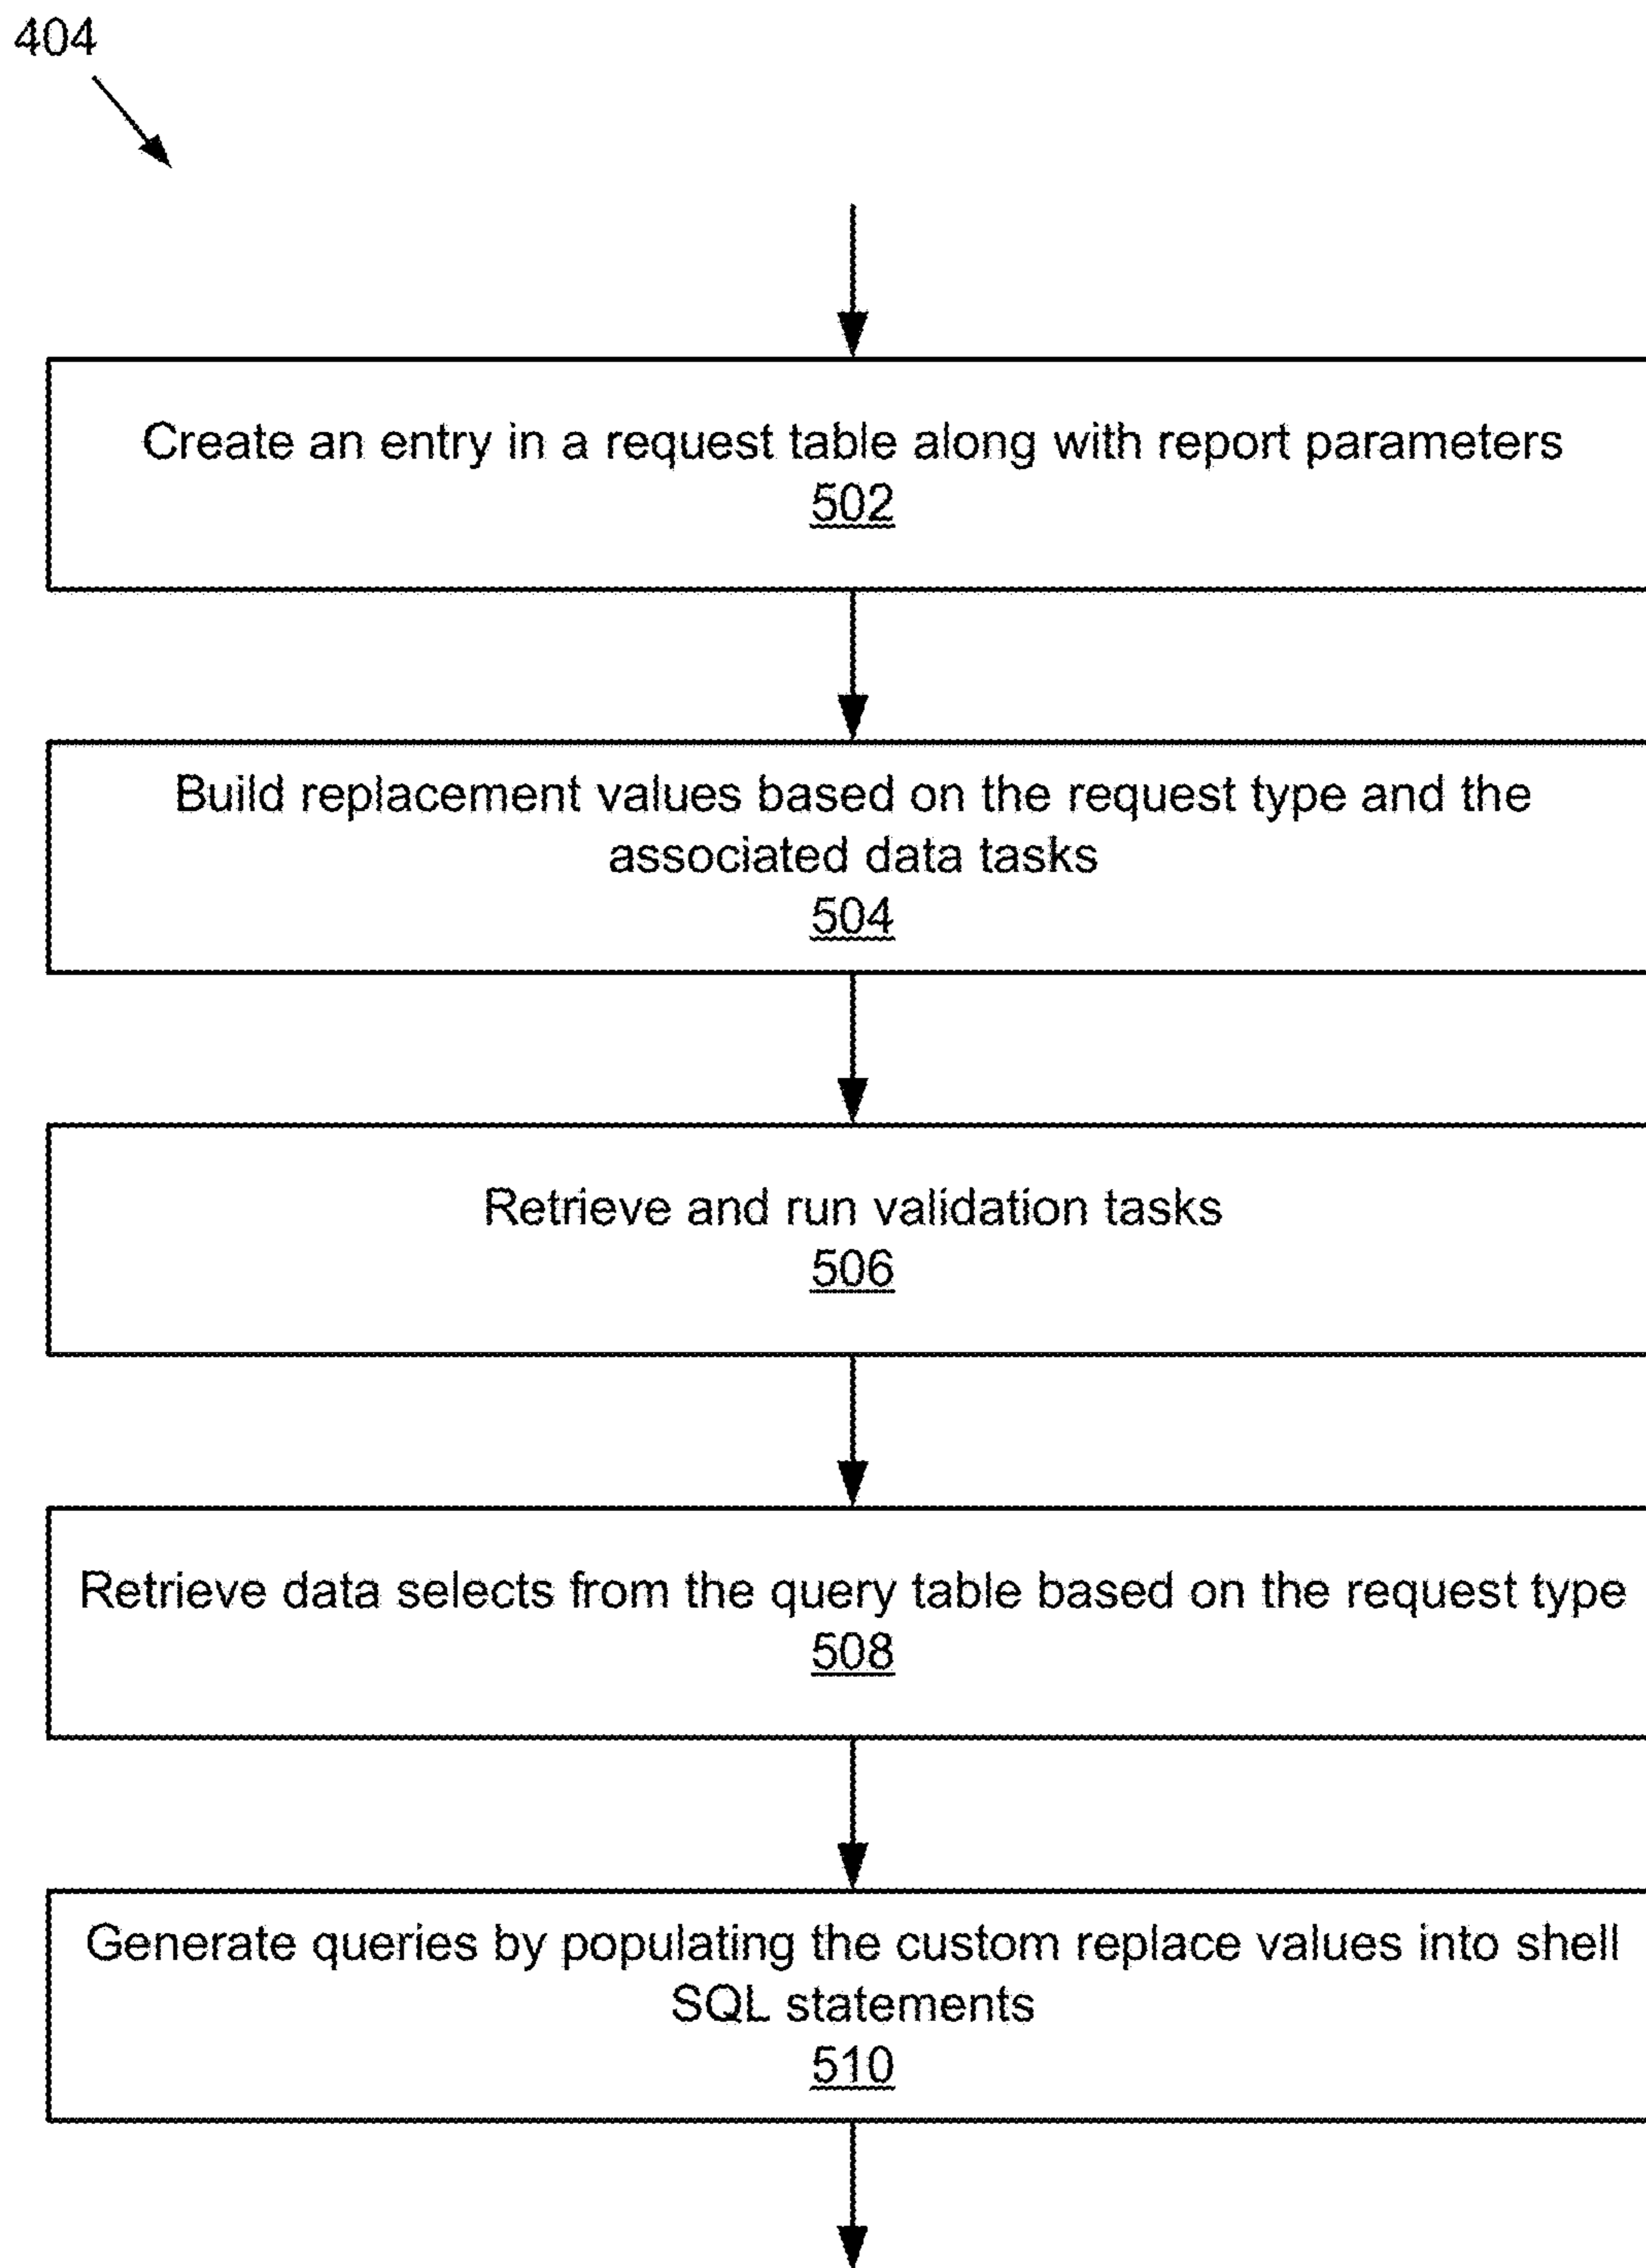 404
Create an entry in a request table along with report parameters
502
Build replacement values based on the request type and the
associated data tasks
504
Retrieve and run validation tasks
506
Retrieve data selects from the query table based on the request type
508
Generate queries by populating the custom replace values into shell
SQL statements
510